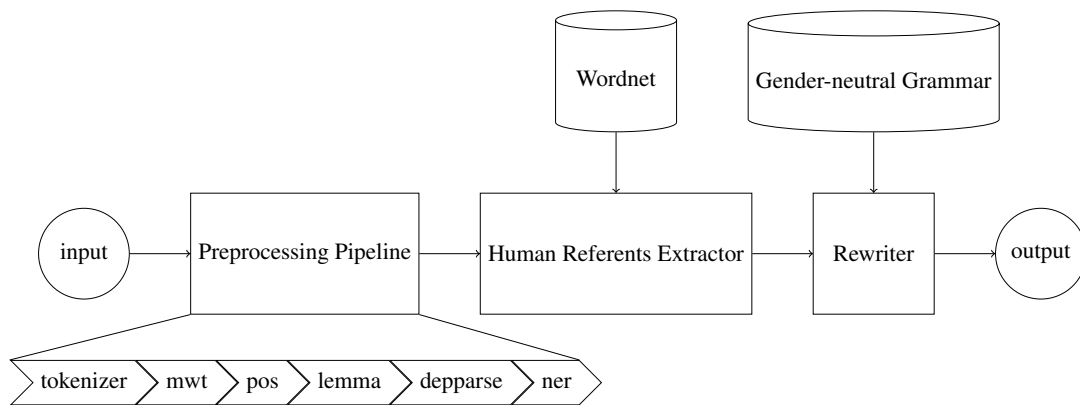 Wordnet
Gender-neutral Grammar
input
Preprocessing Pipeline
Human Referents Extractor
Rewriter
output
tokenizer
mwt
pos
lemma
depparse
ner